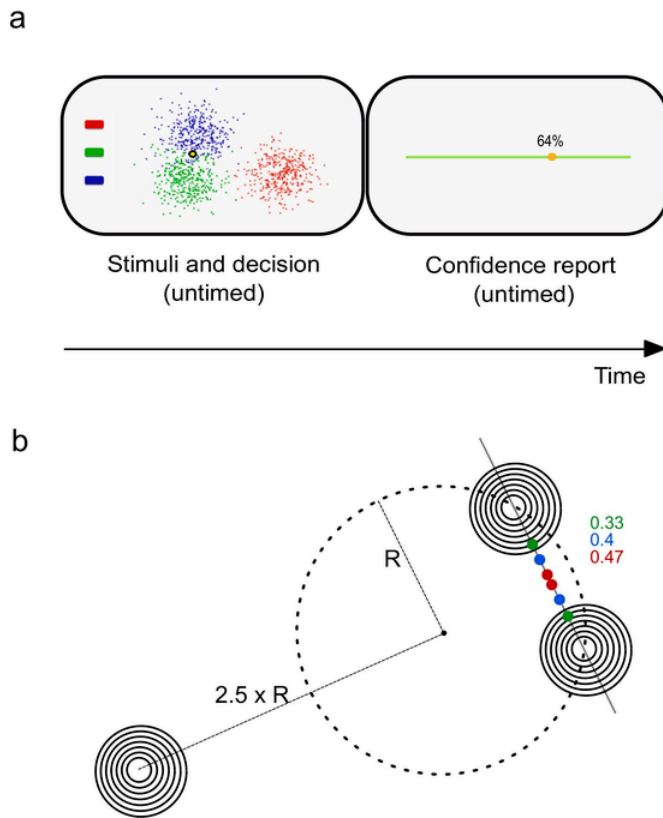 a
64%
Stimuli and decision
(untimed)
Confidence report
(untimed)
Time
b
R
0.33
0.4
0.47
2.5 x R